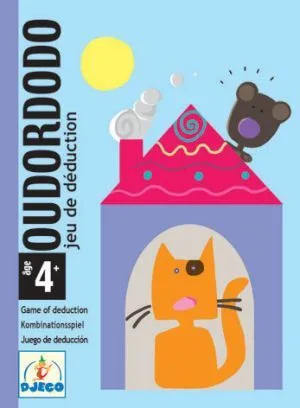 OUDORDODO
jeu de déduction
âge
4+
Game of deduction
Kombinationsspiel
Juego de deducción
DJECO